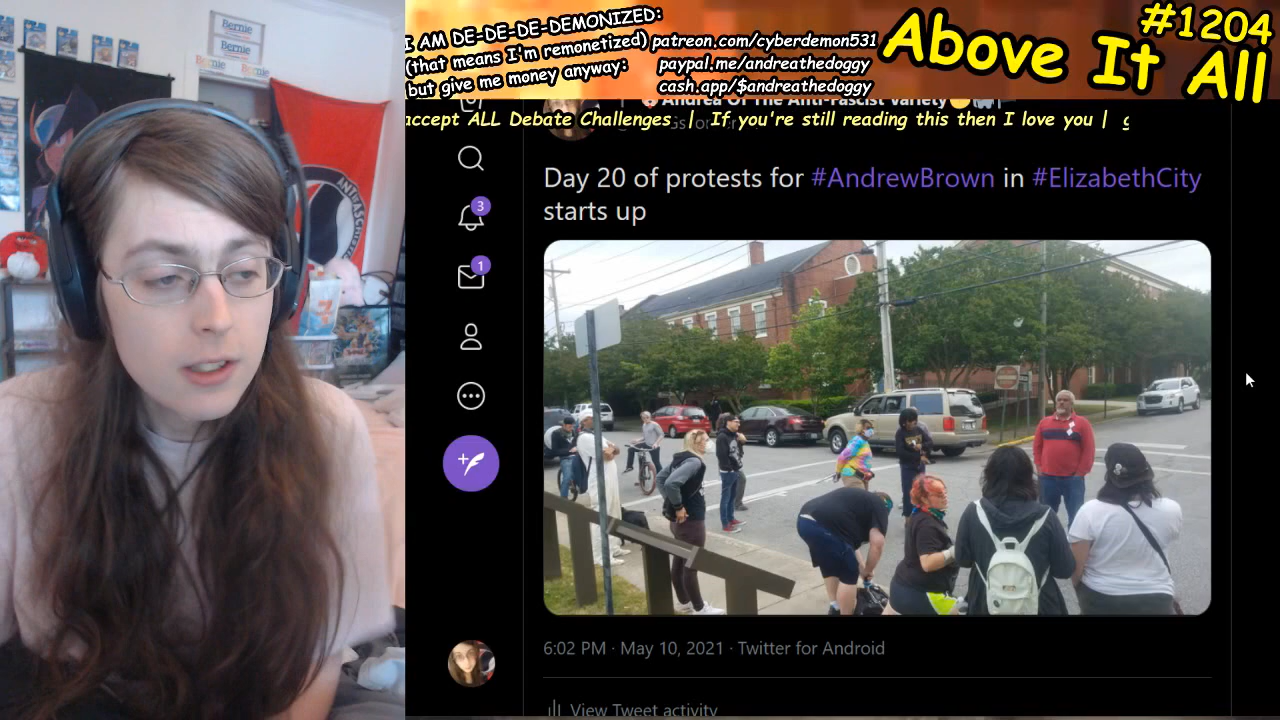 Bernie
Bernie
Bernie
ANTIFASCH
I AM DE-DE-DE-DEMONIZED:
(that means I'm remonetized)
but give me money anyway:
patreon.com/cyberdemon531
paypal.me/andreathedoggy
cash.app/$andreathedoggy
Above It All
#1204
Andrea Of The Anti-Fascist Variety
accept ALL Debate Challenges | If you're still reading this then I love you |
3
1
Day 20 of protests for #AndrewBrown in #ElizabethCity
starts up
6:02 PM · May 10, 2021 · Twitter for Android
View Tweet activity